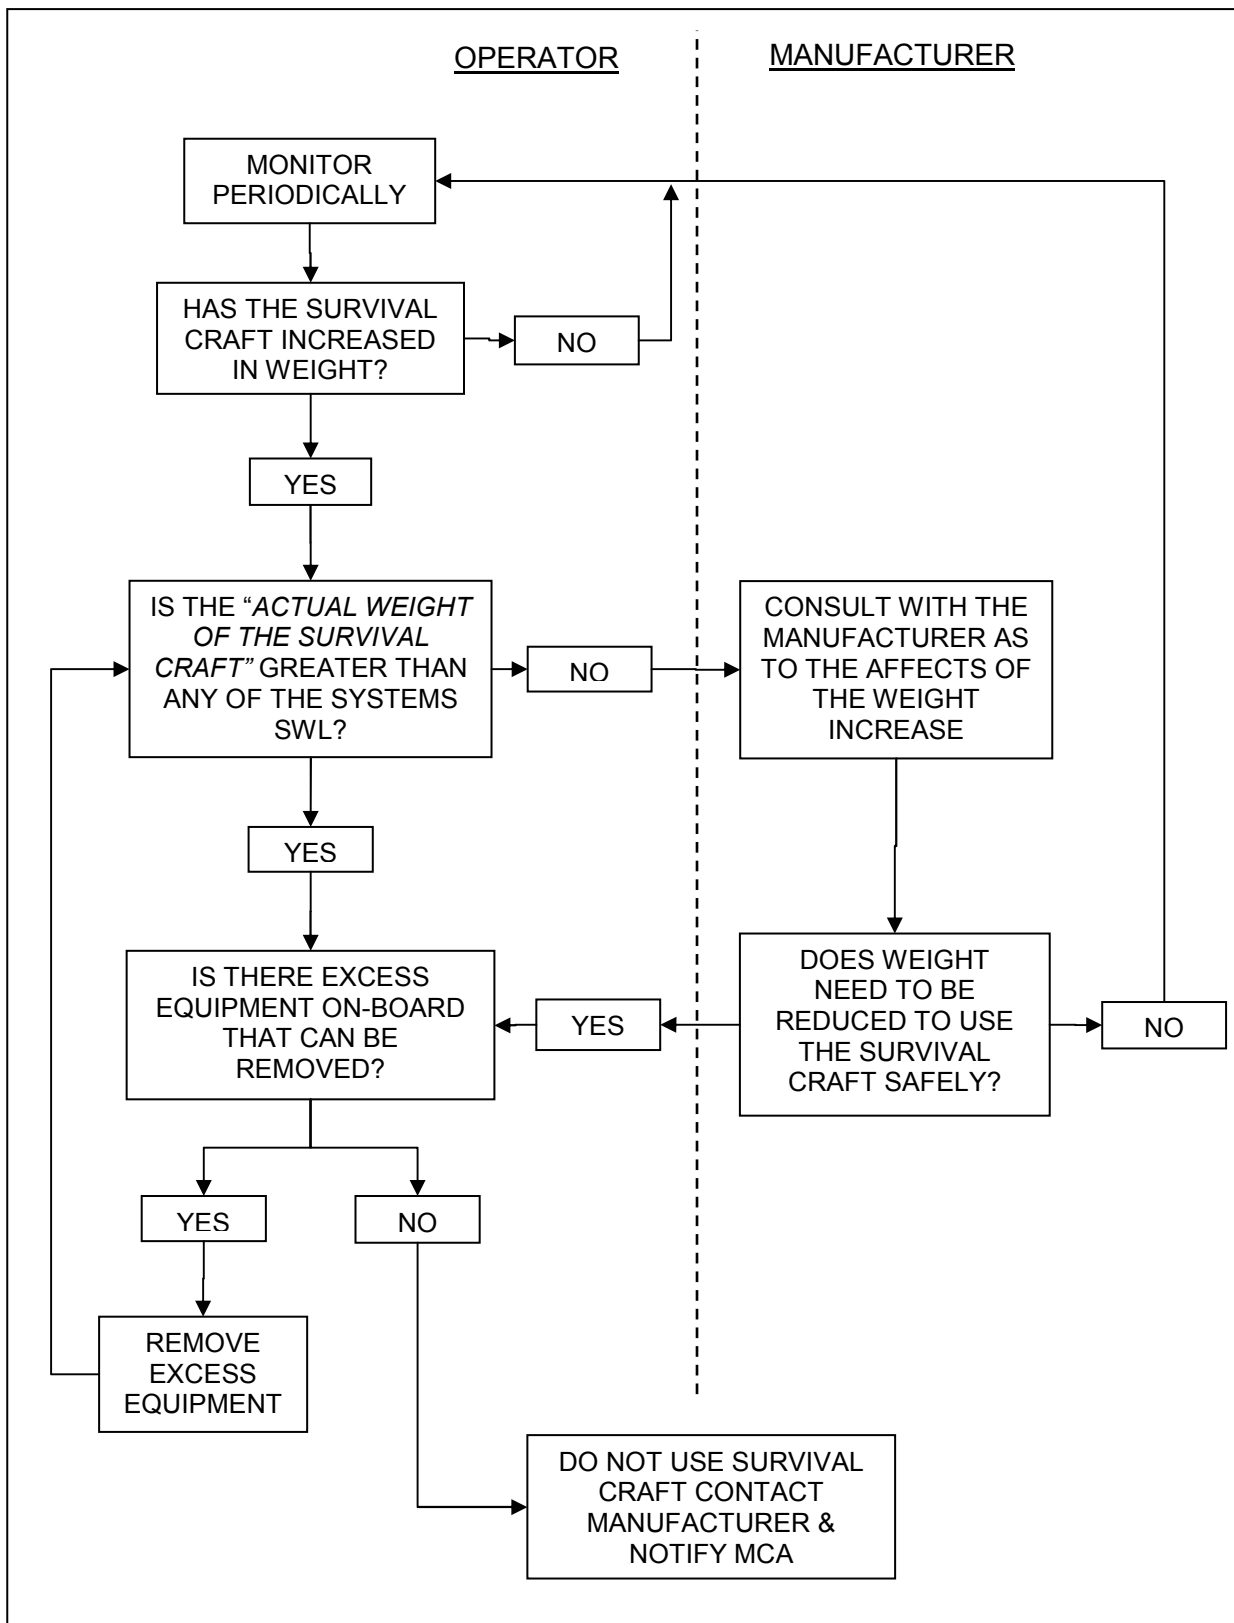 OPERATOR
MANUFACTURER
MONITOR
PERIODICALLY
HAS THE SURVIVAL
CRAFT INCREASED
IN WEIGHT?
NO
YES
IS THE “ACTUAL WEIGHT
OF THE SURVIVAL
CRAFT” GREATER THAN
ANY OF THE SYSTEMS
SWL?
NO
CONSULT WITH THE
MANUFACTURER AS
TO THE AFFECTS OF
THE WEIGHT
INCREASE
YES
IS THERE EXCESS
EQUIPMENT ON-BOARD
THAT CAN BE
REMOVED?
YES
DOES WEIGHT
NEED TO BE
REDUCED TO USE
THE SURVIVAL
CRAFT SAFELY?
NO
YES
NO
REMOVE
EXCESS
EQUIPMENT
DO NOT USE SURVIVAL
CRAFT CONTACT
MANUFACTURER &
NOTIFY MCA